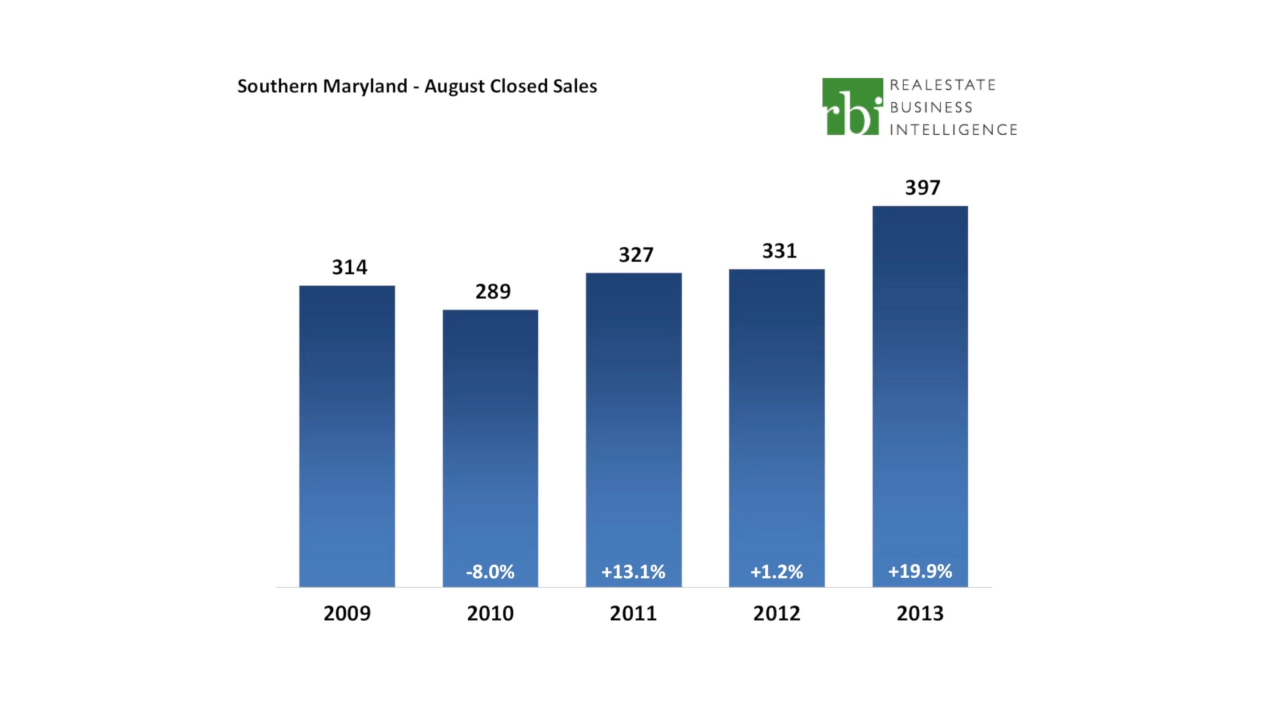 Southern Maryland - August Closed Sales
rbi
REALESTATE
BUSINESS
INTELLIGENCE
314
289
327
331
397
-8.0%
+13.1%
+1.2%
+19.9%
2009
2010
2011
2012
2013